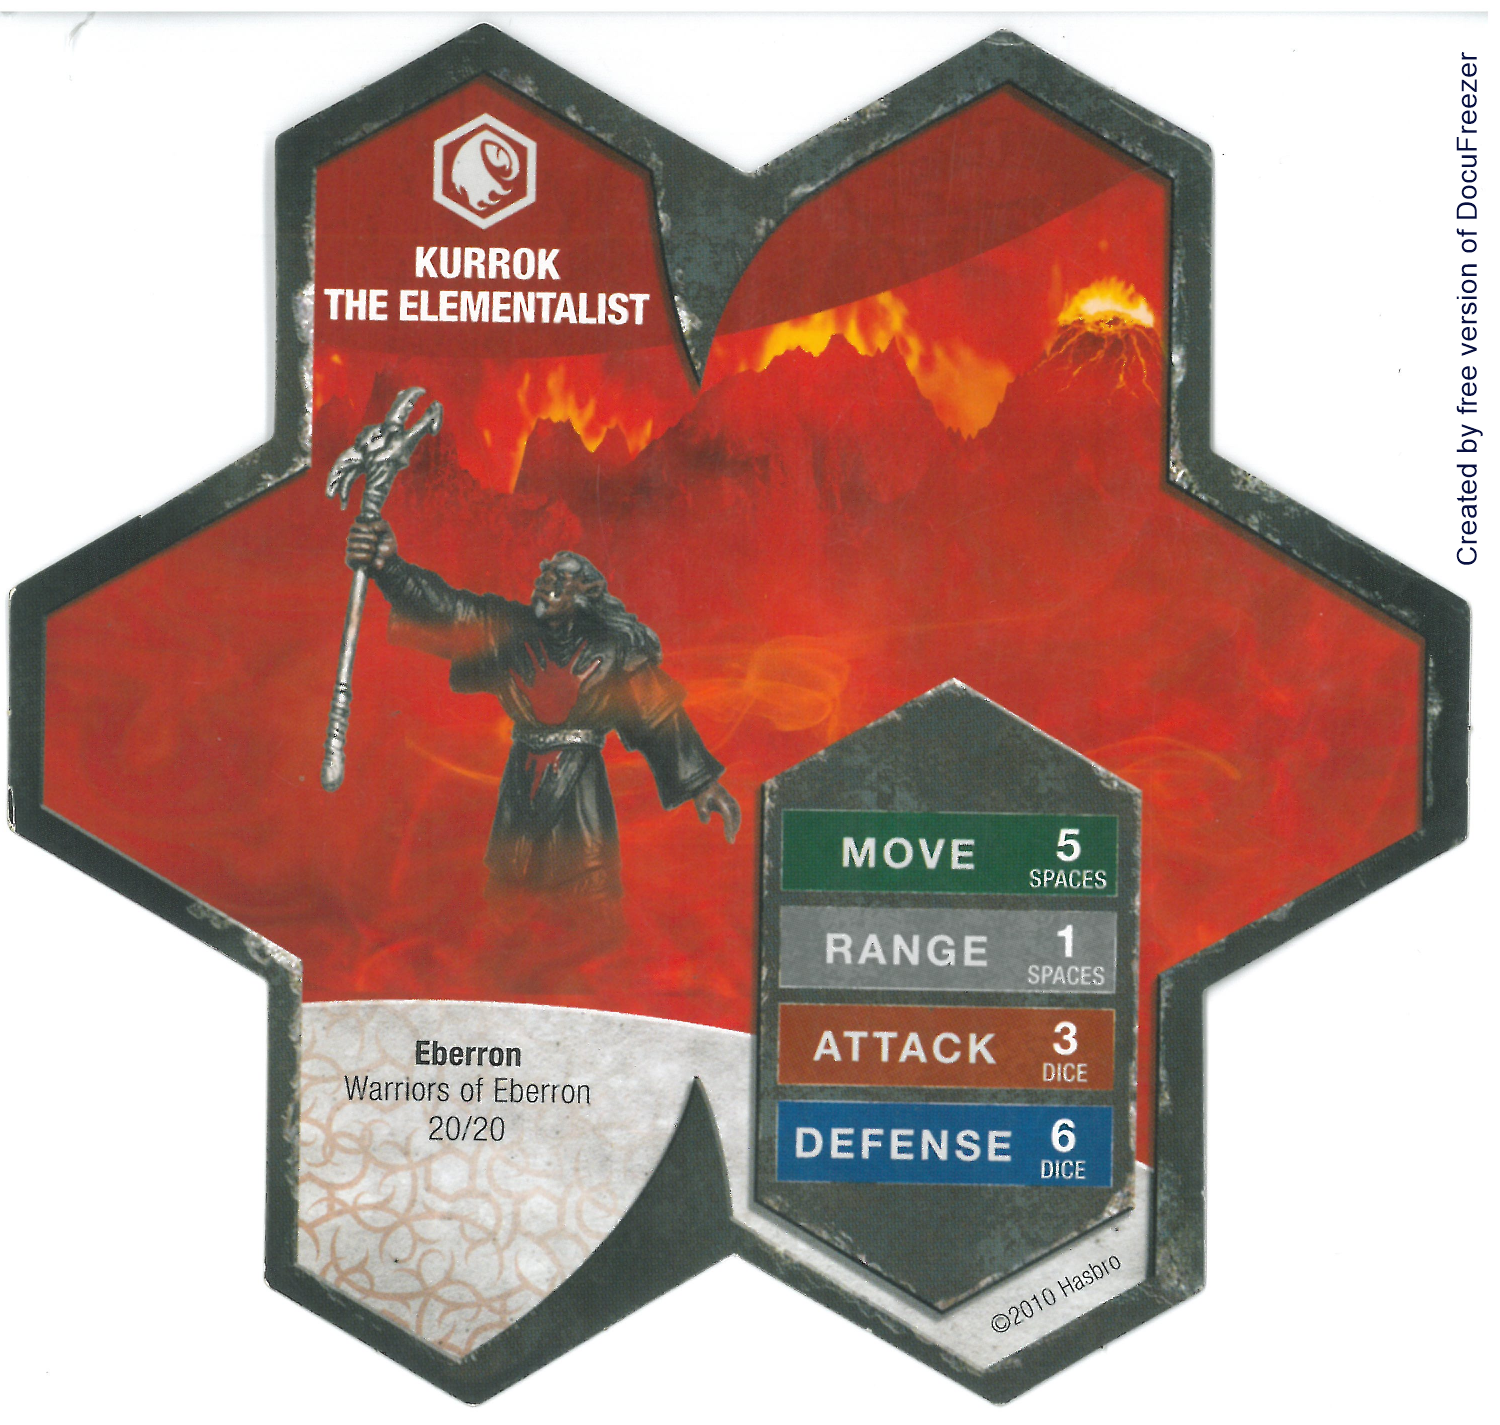 KURROK
THE ELEMENTALIST
MOVE 5
SPACES
RANGE 1
SPACES
ATTACK 3
DICE
DEFENSE 6
DICE
Eberron
Warriors of Eberron
20/20
©2010 Hasbro
Created by free version of DocuFreezer